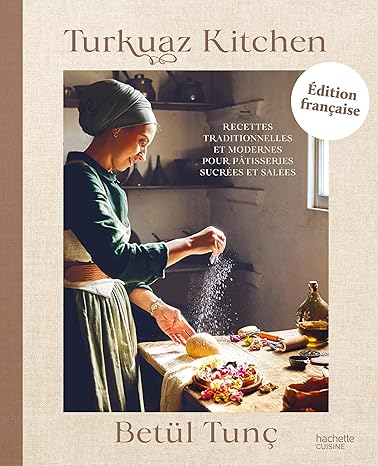 Turkuaz Kitchen
Édition
française
RECETTES
TRADITIONNELLES
ET MODERNES
POUR PÂTISSERIES
SUCRÉES ET SALÉES
Betül Tunç
hachette
CUISINE